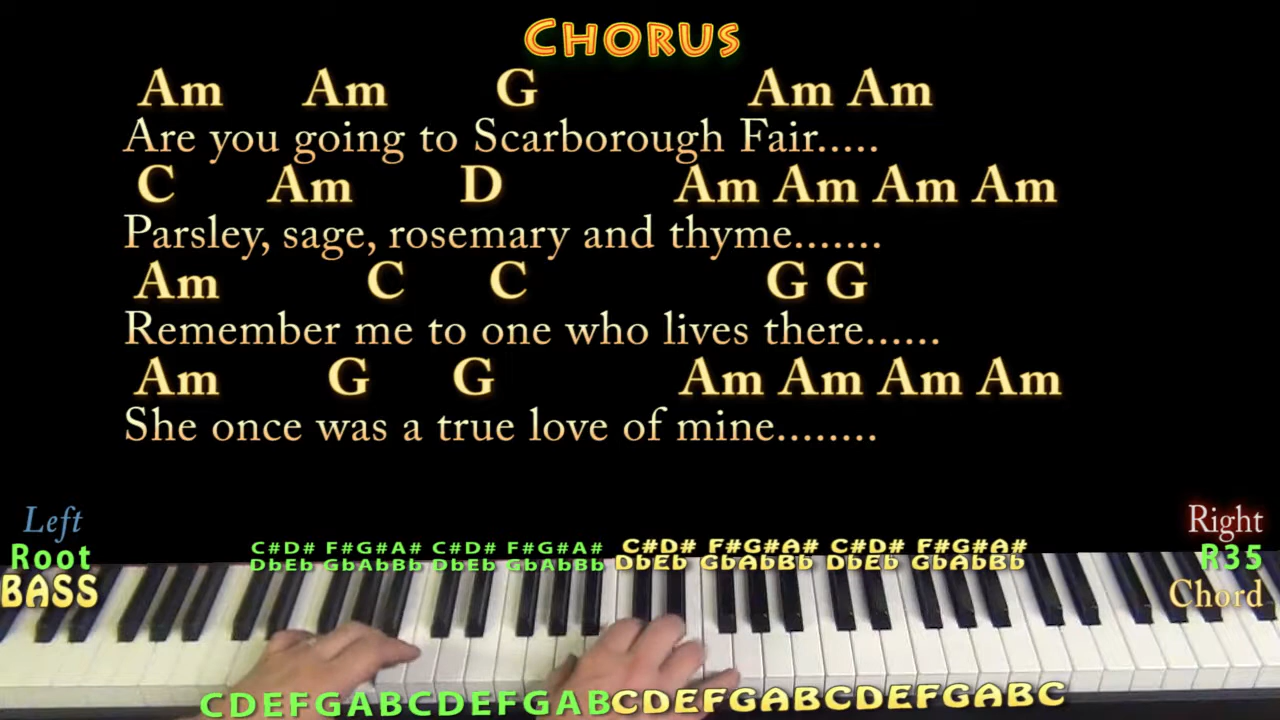 CHORUS
Am Am G Am Am
Are you going to Scarborough Fair.....
C Am D Am Am Am Am
Parsley, sage, rosemary and thyme.......
Am C C G G
Remember me to one who lives there......
Am G G Am Am Am Am
She once was a true love of mine........
Left
Root
BASS
Right
R35
Chord
C#D# F#G#A# C#D# F#G#A# C#D# F#G#A# C#D# F#G#A#
DbEb GbAbBb DbEb GbAbBb DbEb GbAbBb DbEb GbAbBb
CDEFGABCDEFGABCDEFGABCDEFGABC